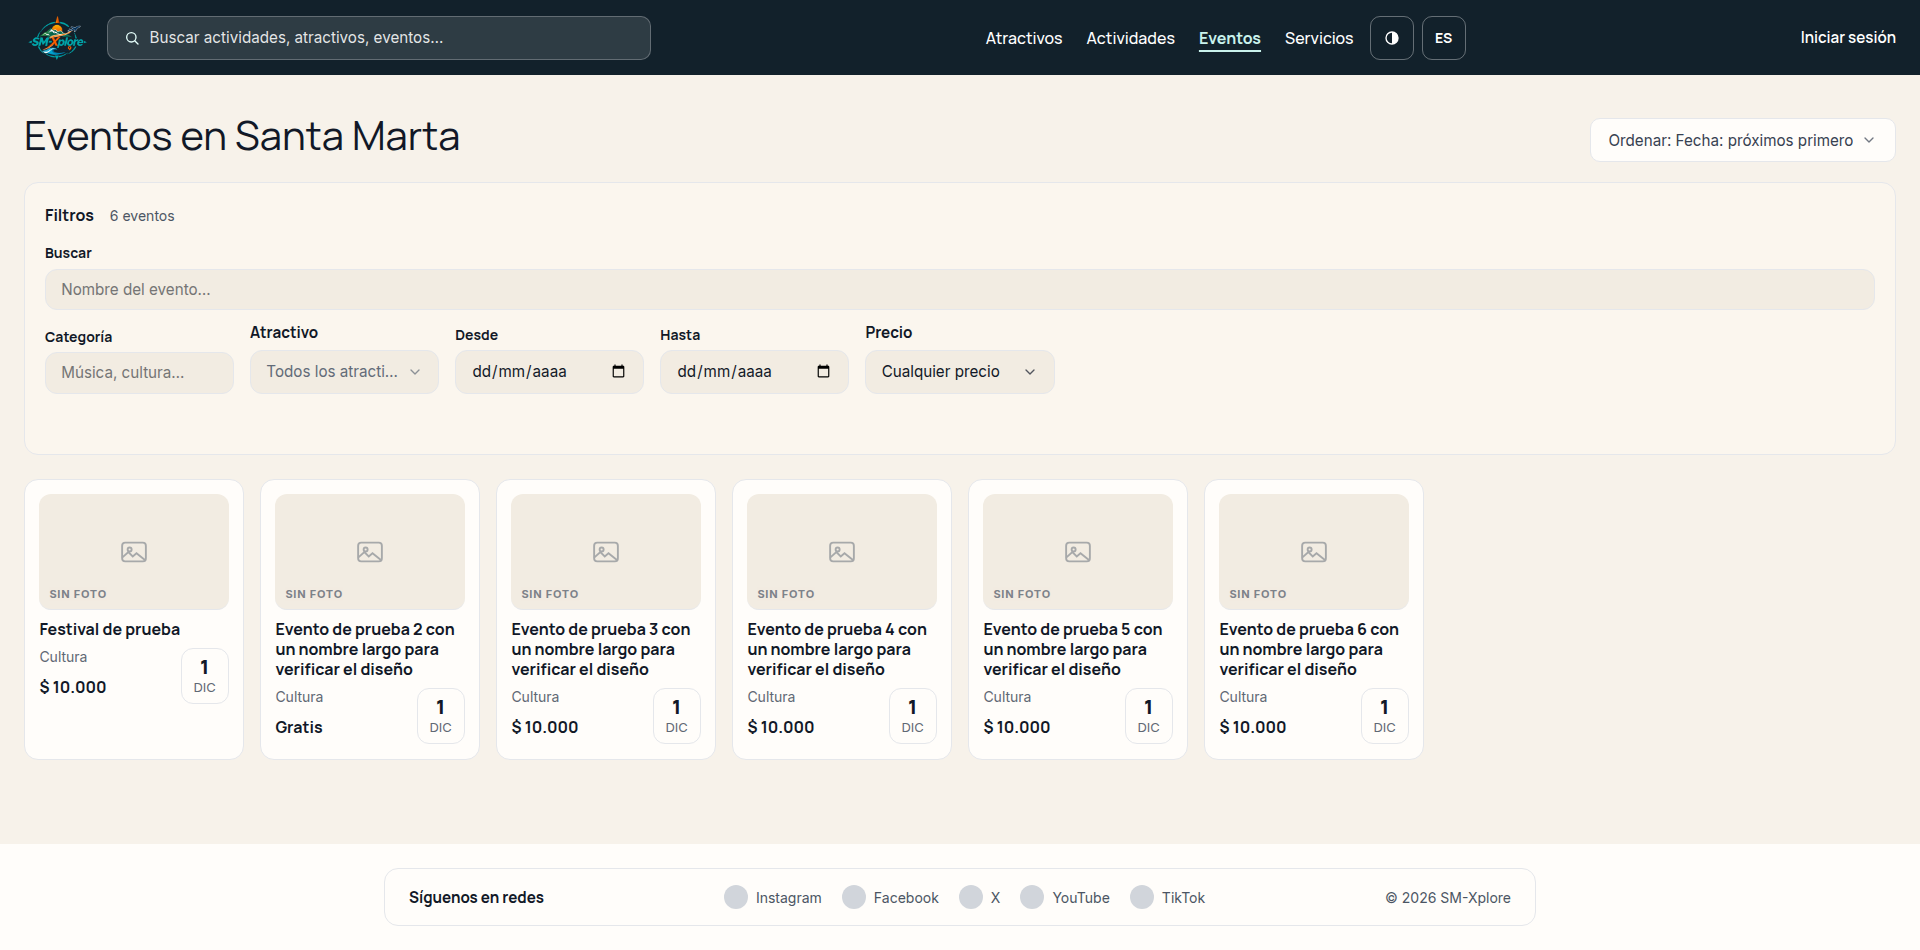 SM-Xplore
Buscar actividades, atractivos, eventos...
Atractivos
Actividades
Eventos
Servicios
ES
Iniciar sesión
Eventos en Santa Marta
Ordenar: Fecha: próximos primero
Filtros
6 eventos
Buscar
Nombre del evento...
Categoría
Atractivo
Desde
Hasta
Precio
Música, cultura...
Todos los atracti...
dd/mm/aaaa
dd/mm/aaaa
Cualquier precio
SIN FOTO
Festival de prueba
Cultura
$ 10.000
1
DIC
SIN FOTO
Evento de prueba 2 con
un nombre largo para
verificar el diseño
Cultura
Gratis
1
DIC
SIN FOTO
Evento de prueba 3 con
un nombre largo para
verificar el diseño
Cultura
$ 10.000
1
DIC
SIN FOTO
Evento de prueba 4 con
un nombre largo para
verificar el diseño
Cultura
$ 10.000
1
DIC
SIN FOTO
Evento de prueba 5 con
un nombre largo para
verificar el diseño
Cultura
$ 10.000
1
DIC
SIN FOTO
Evento de prueba 6 con
un nombre largo para
verificar el diseño
Cultura
$ 10.000
1
DIC
Síguenos en redes
Instagram
Facebook
X
YouTube
TikTok
© 2026 SM-Xplore